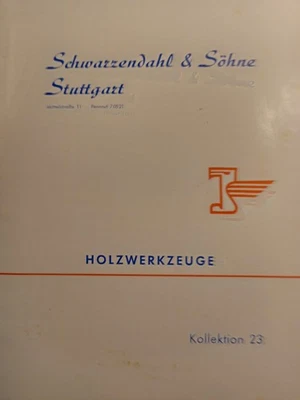 Schwarzendahl & Söhne
Stuttgart
HOLZWERKZEUGE
Kollektion 23